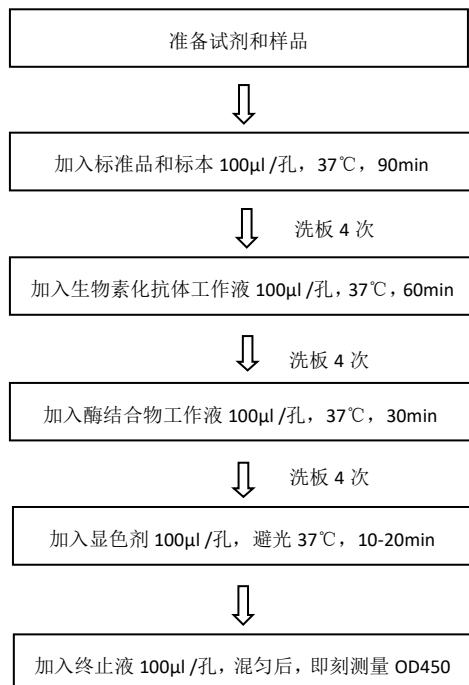 准备试剂和样品
加入标准品和标本 100μl /孔，37℃，90min
洗板 4 次
加入生物素化抗体工作液 100μl /孔，37℃，60min
洗板 4 次
加入酶结合物工作液 100μl /孔，37℃，30min
洗板 4 次
加入显色剂 100μl /孔，避光 37℃，10-20min
加入终止液 100μl /孔，混匀后，即刻测量 OD450